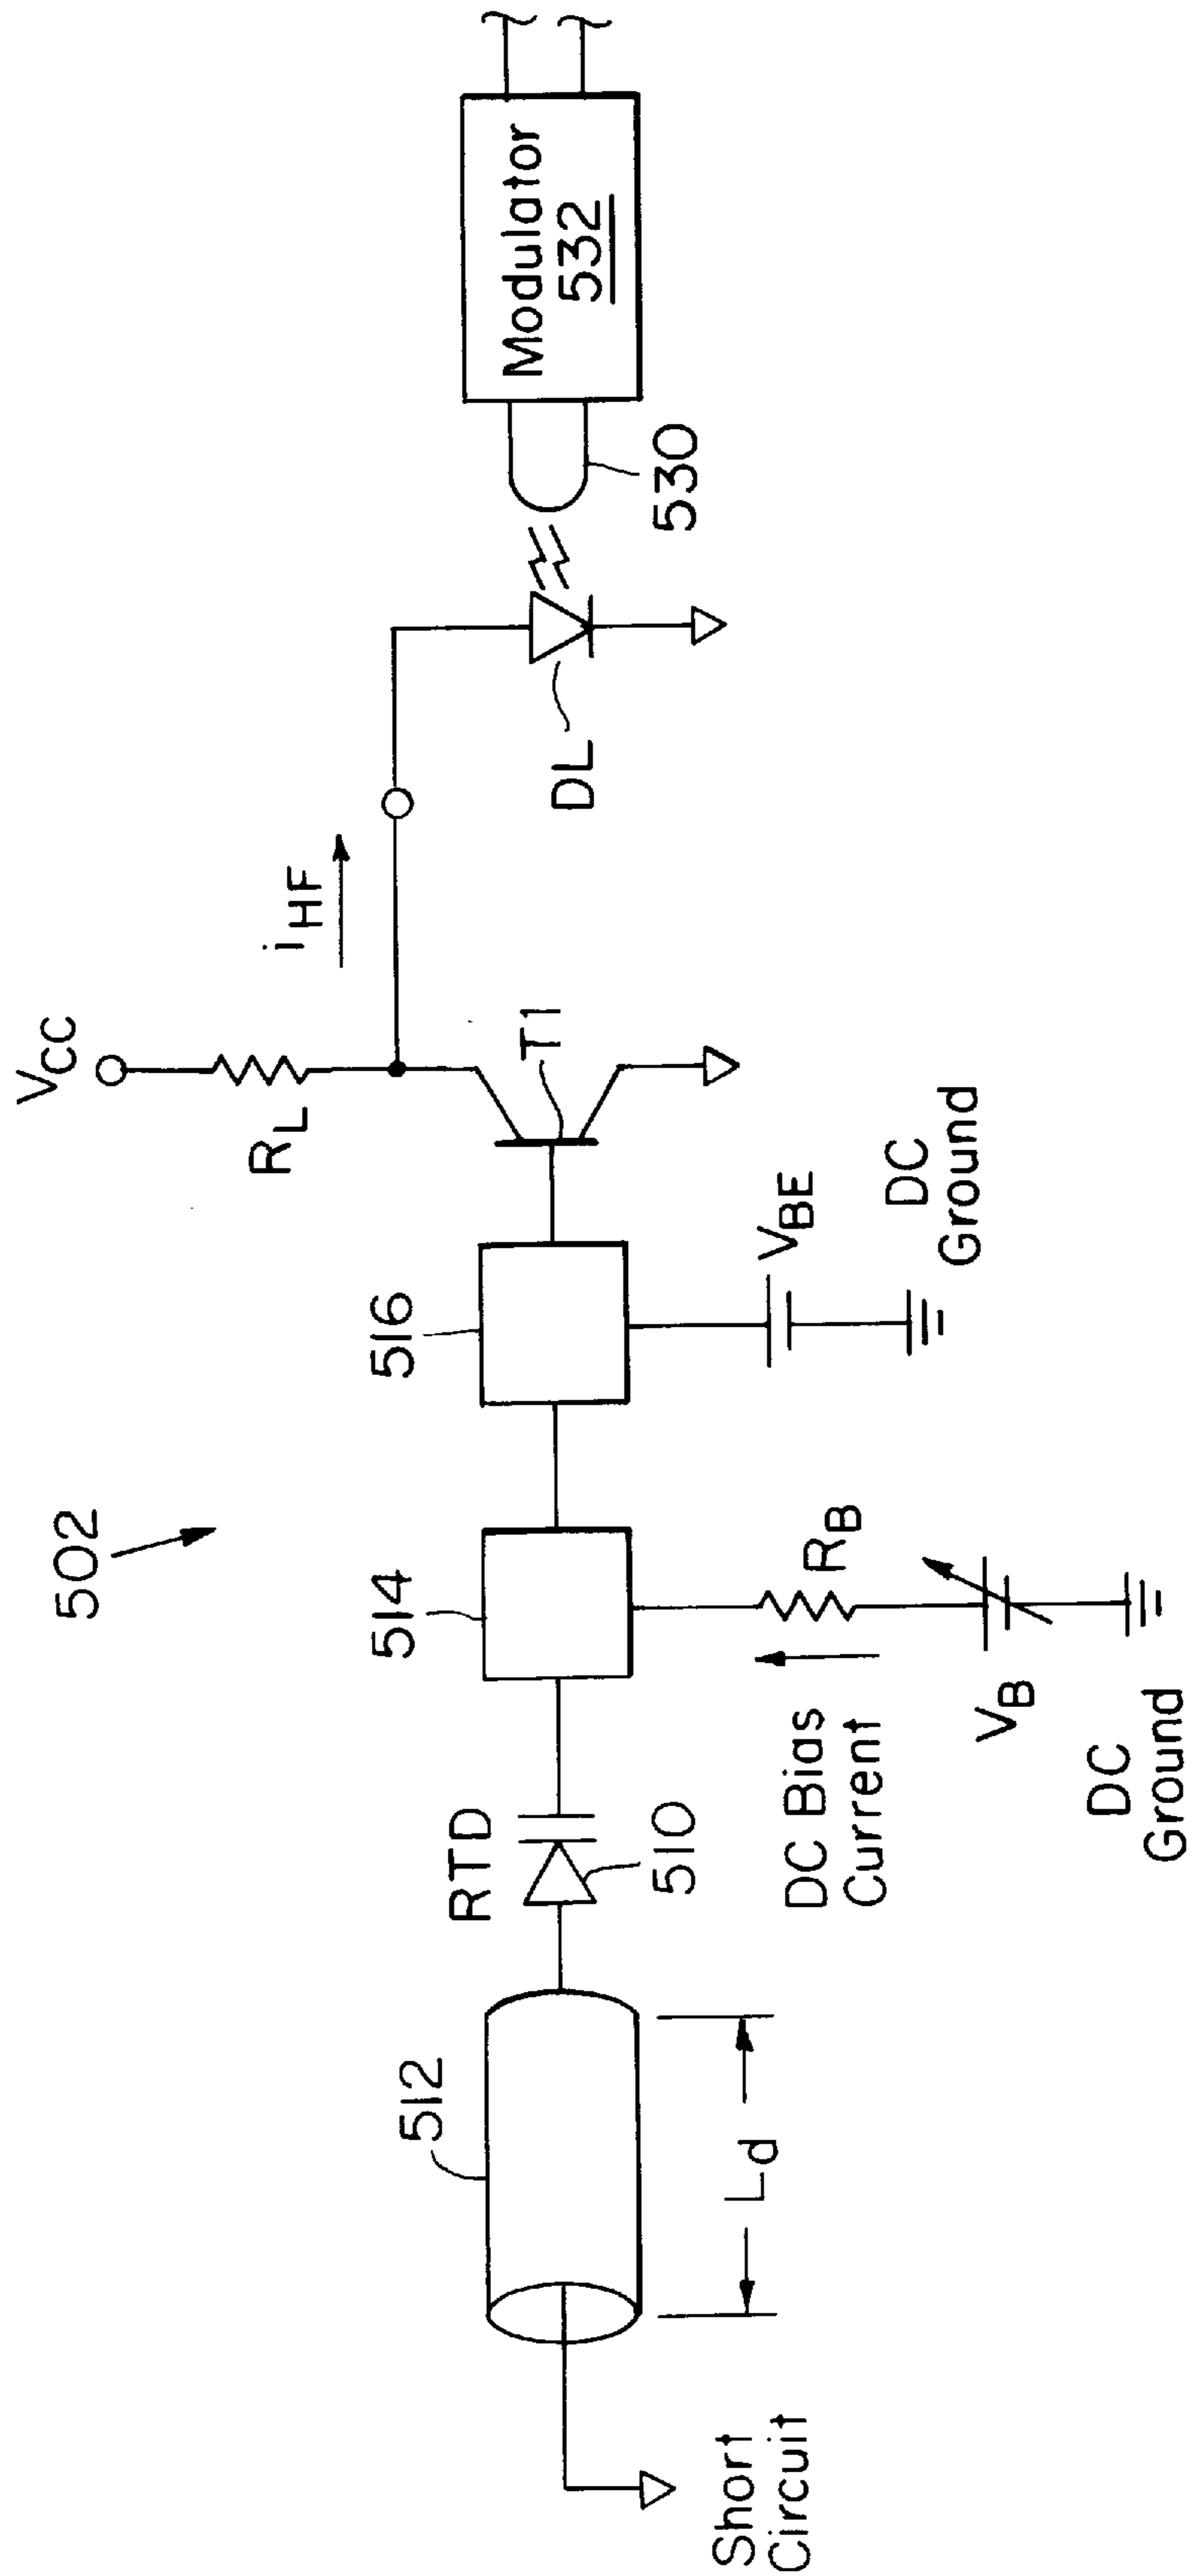 502
V_CC
R_L
i_HF
T1
DL
Modulator
532
530
512
RTD
510
514
516
L_d
Short
Circuit
DC Bias
Current
R_B
V_B
DC
Ground
V_BE
DC
Ground